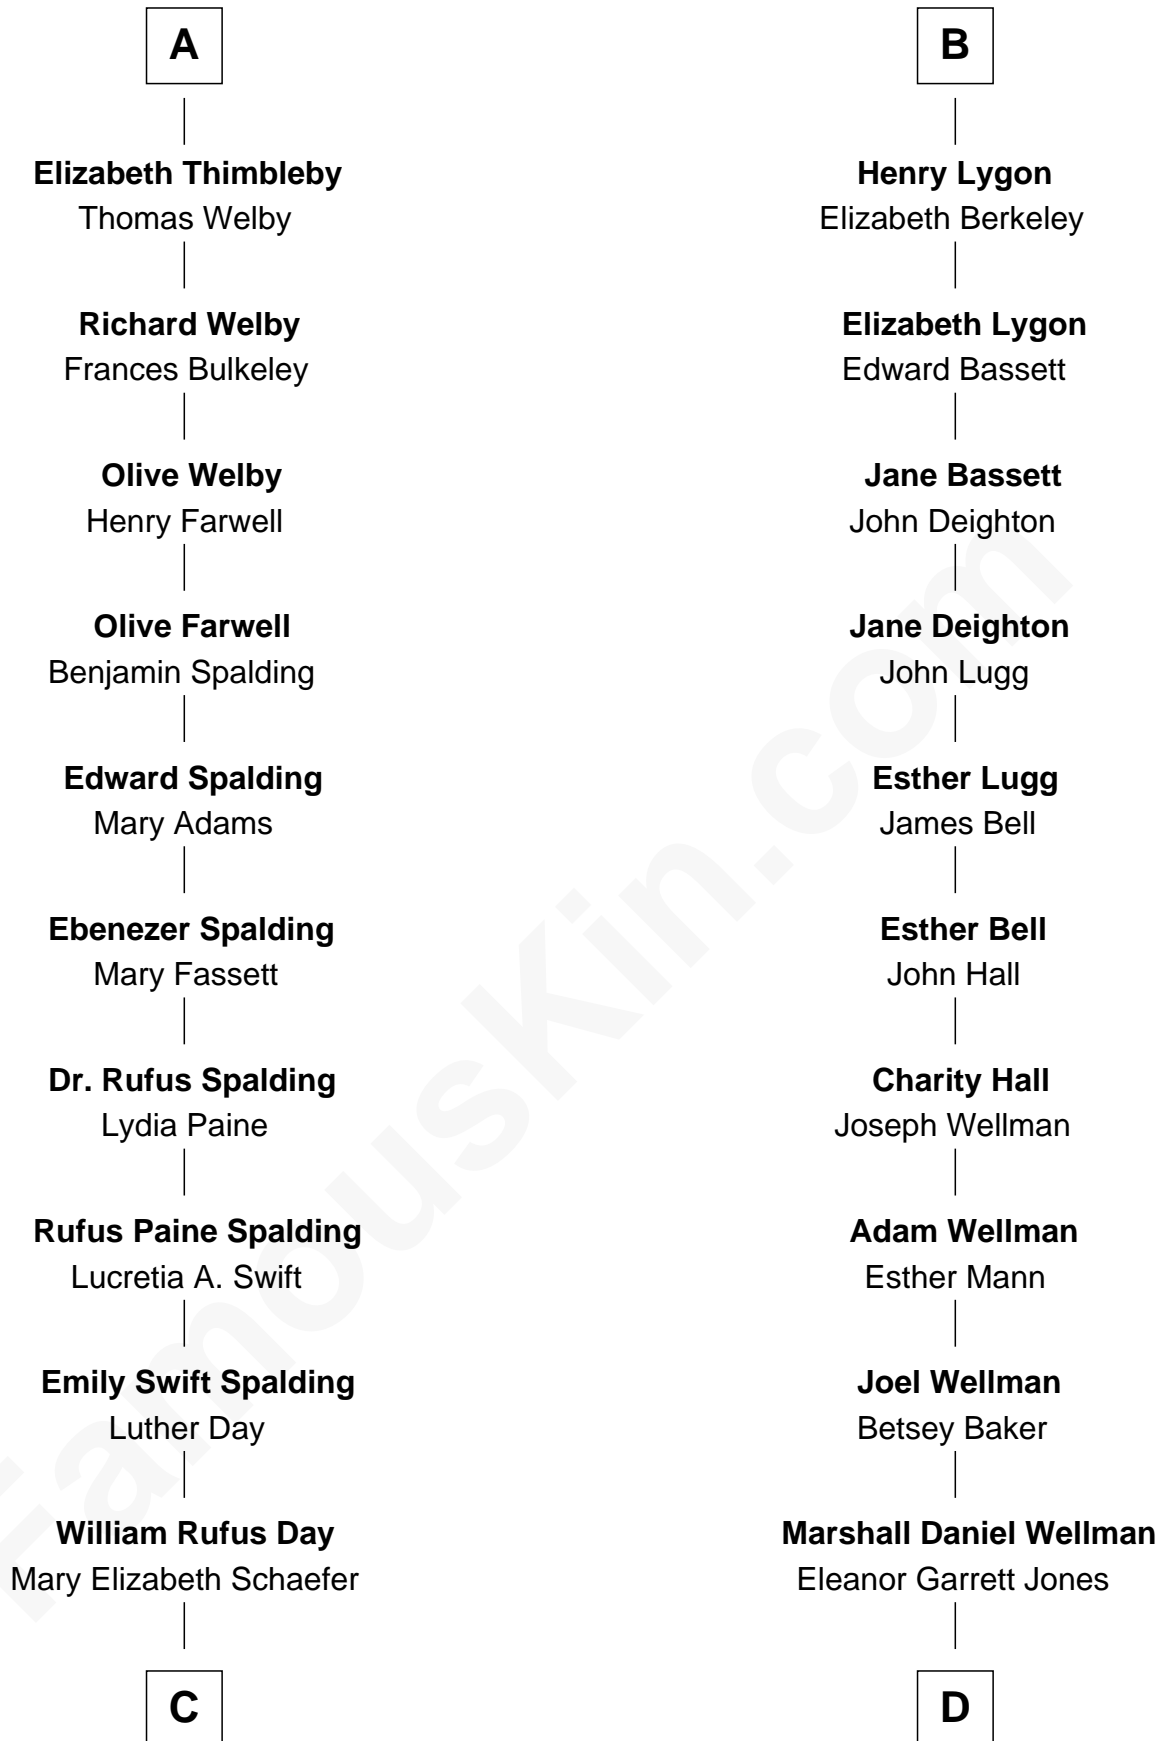 A
Elizabeth Thimbleby
Thomas Welby
Richard Welby
Frances Bulkeley
Olive Welby
Henry Farwell
Olive Farwell
Benjamin Spalding
Edward Spalding
Mary Adams
Ebenezer Spalding
Mary Fassett
Dr. Rufus Spalding
Lydia Paine
Rufus Paine Spalding
Lucretia A. Swift
Emily Swift Spalding
Luther Day
William Rufus Day
Mary Elizabeth Schaefer
C
B
Henry Lygon
Elizabeth Berkeley
Elizabeth Lygon
Edward Bassett
Jane Bassett
John Deighton
Jane Deighton
John Lugg
Esther Lugg
James Bell
Esther Bell
John Hall
Charity Hall
Joseph Wellman
Adam Wellman
Esther Mann
Joel Wellman
Betsey Baker
Marshall Daniel Wellman
Eleanor Garrett Jones
D
FamousKin.com